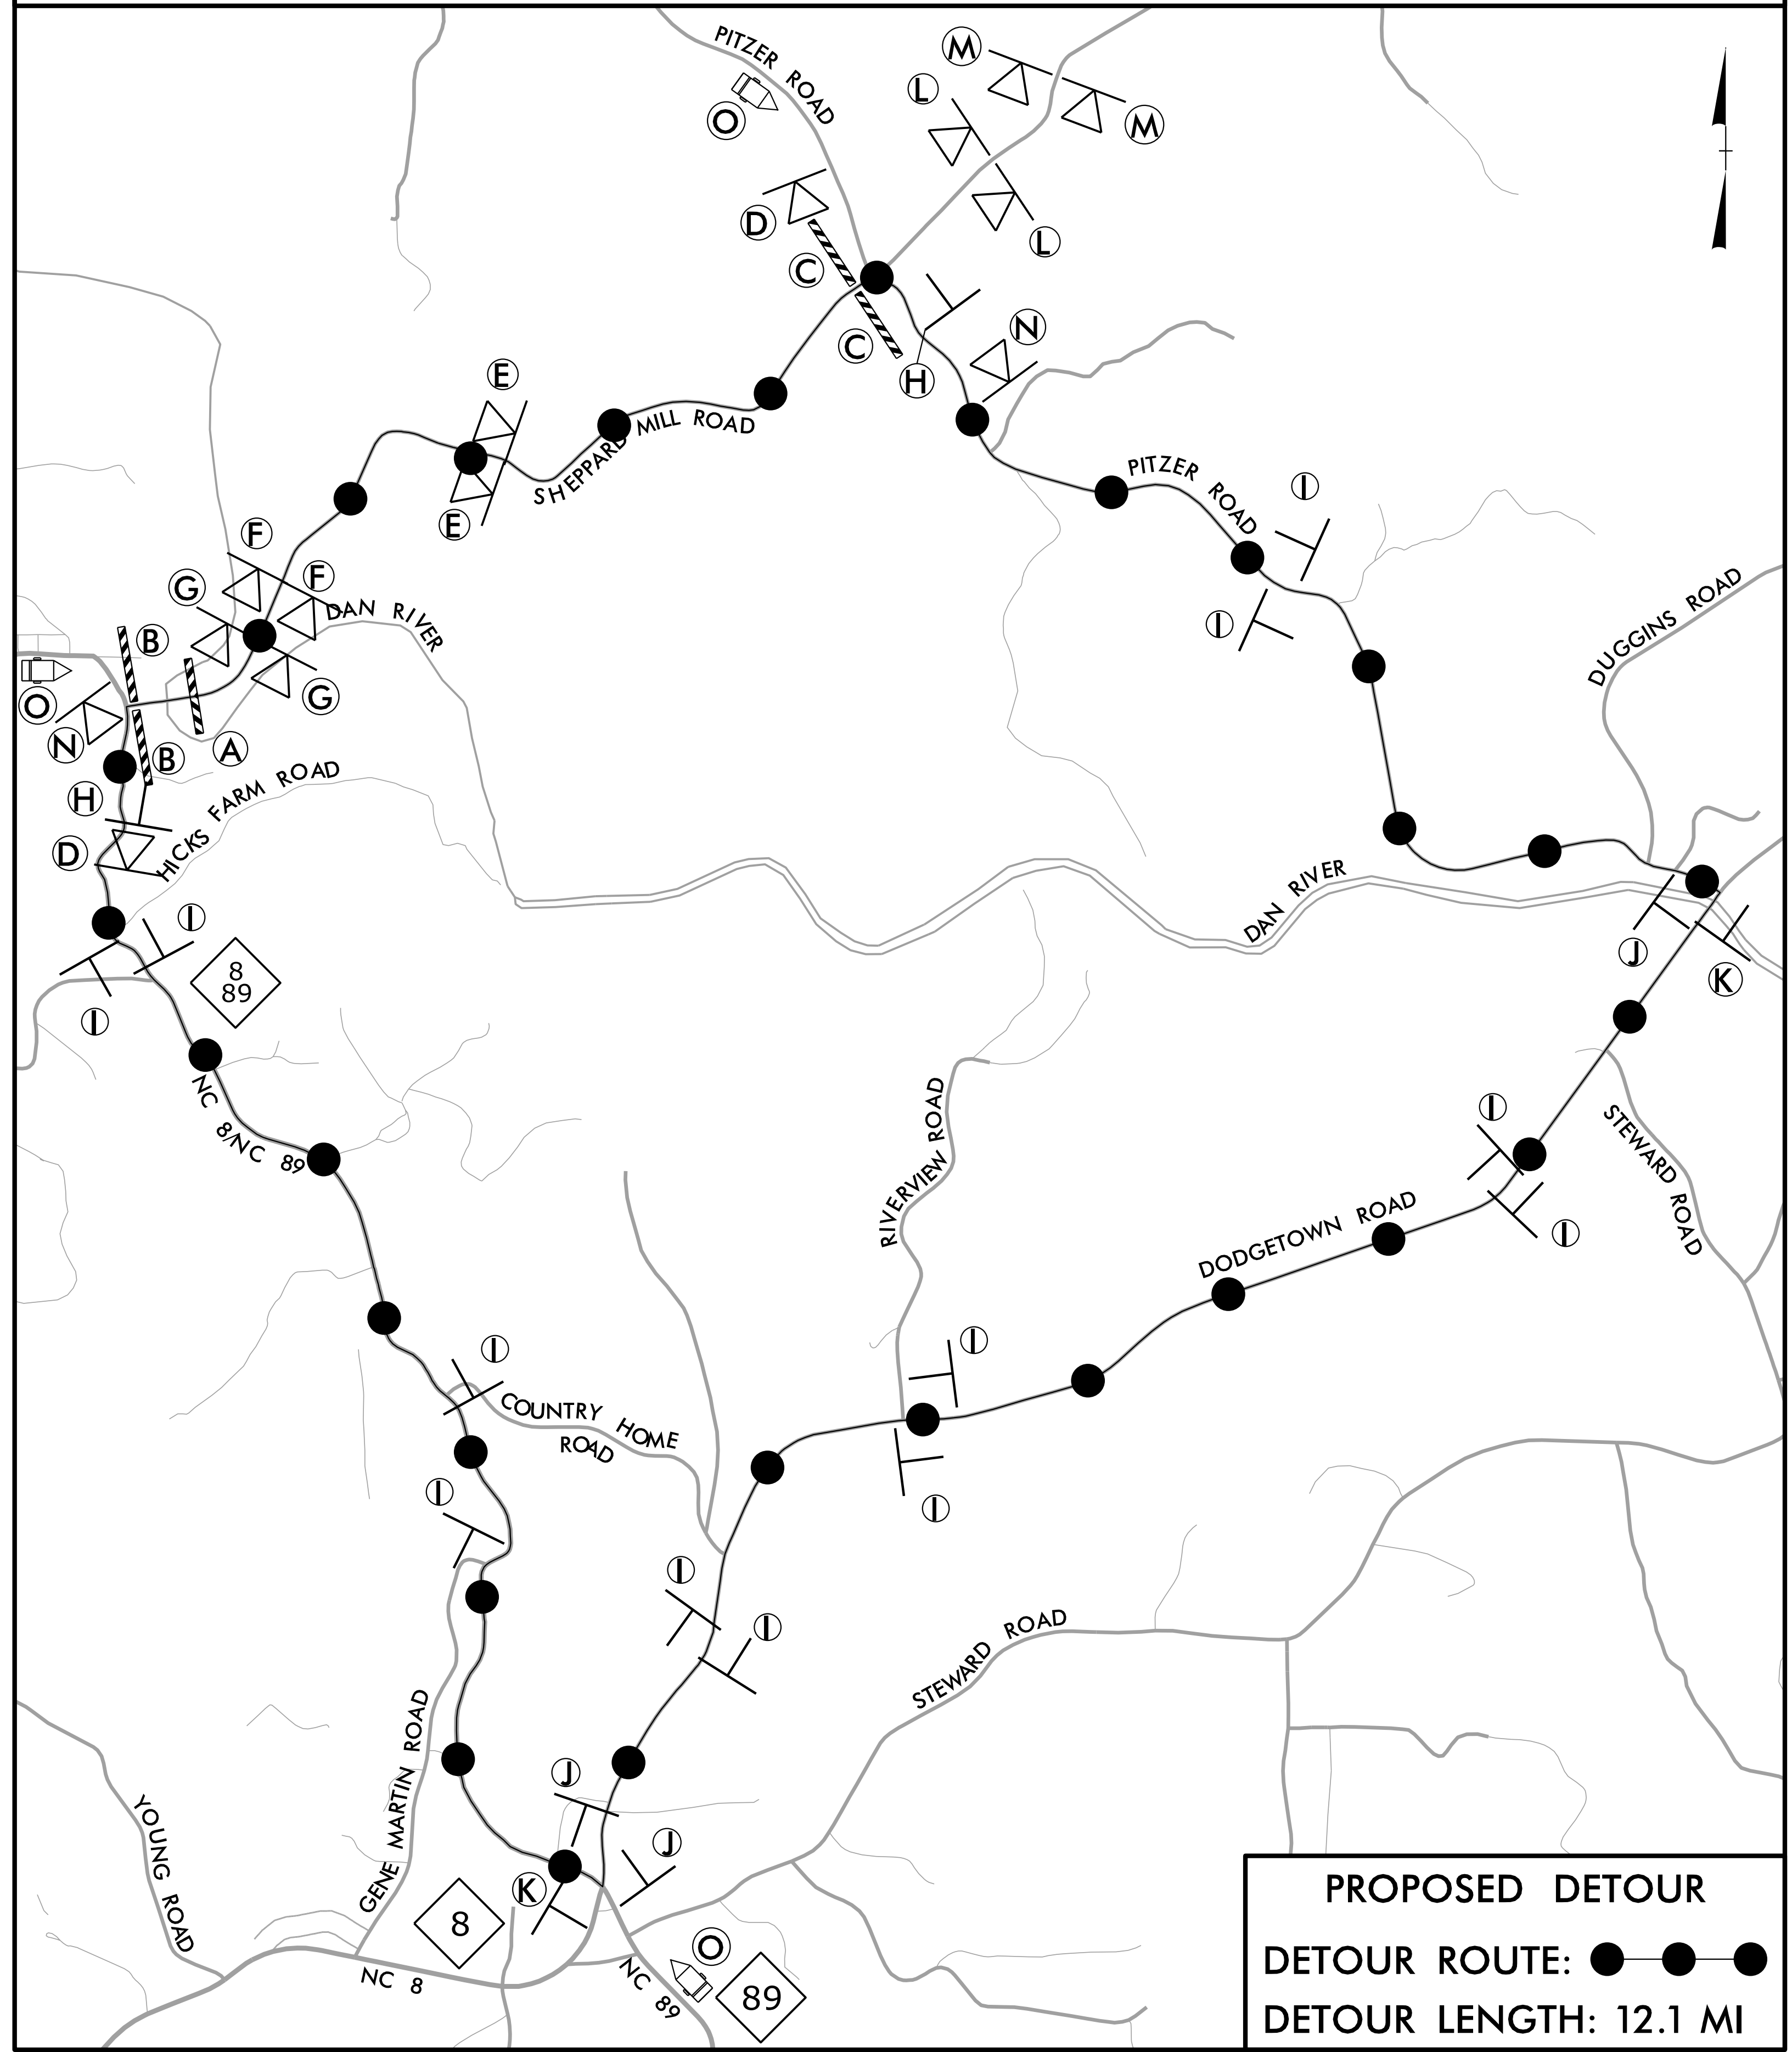 PITZER ROAD
M
M
L
L
O
D
C
C
H
N
E
E
SHEPPARD MILL ROAD
PITZER ROAD
I
I
F
F
G
G
DAN RIVER
DUGGINS ROAD
B
B
O
N
A
H
HICKS FARM ROAD
D
I
I
8
89
DAN RIVER
J
K
NC 8/NC 89
RIVERVIEW ROAD
I
I
STEWARD ROAD
DODGETOWN ROAD
I
I
I
I
COUNTRY HOME
ROAD
I
I
STEWARD ROAD
GENE MARTIN ROAD
YOUNG ROAD
J
J
K
8
O
NC 8
NC 89
89
PROPOSED DETOUR
DETOUR ROUTE:
DETOUR LENGTH: 12.1 MI